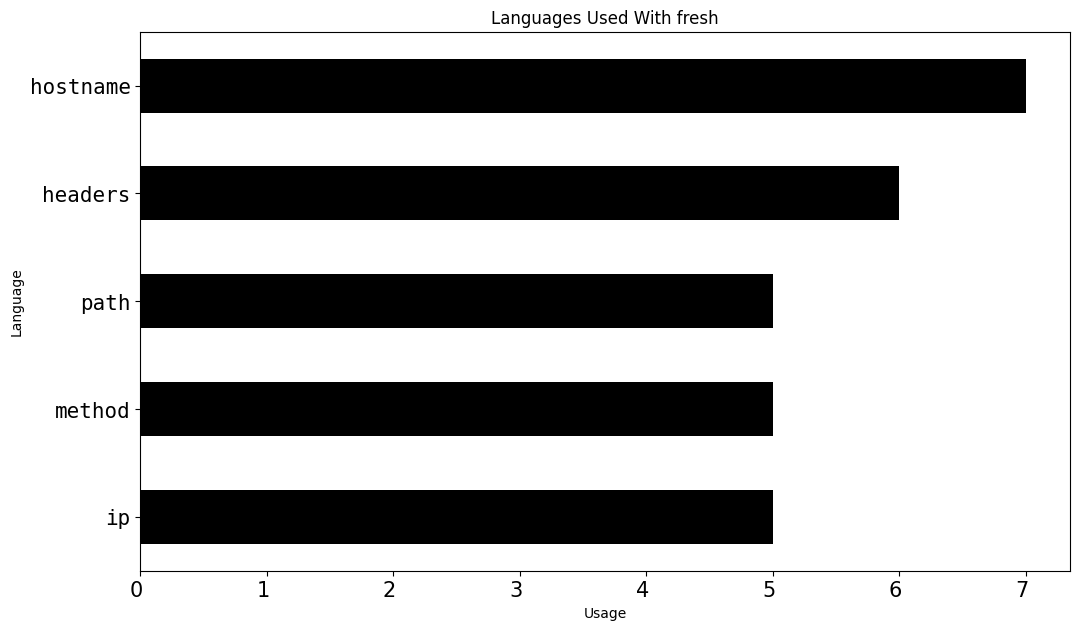 Languages Used With fresh
hostname
headers
path
method
ip
Language
0 1 2 3 4 5 6 7
Usage